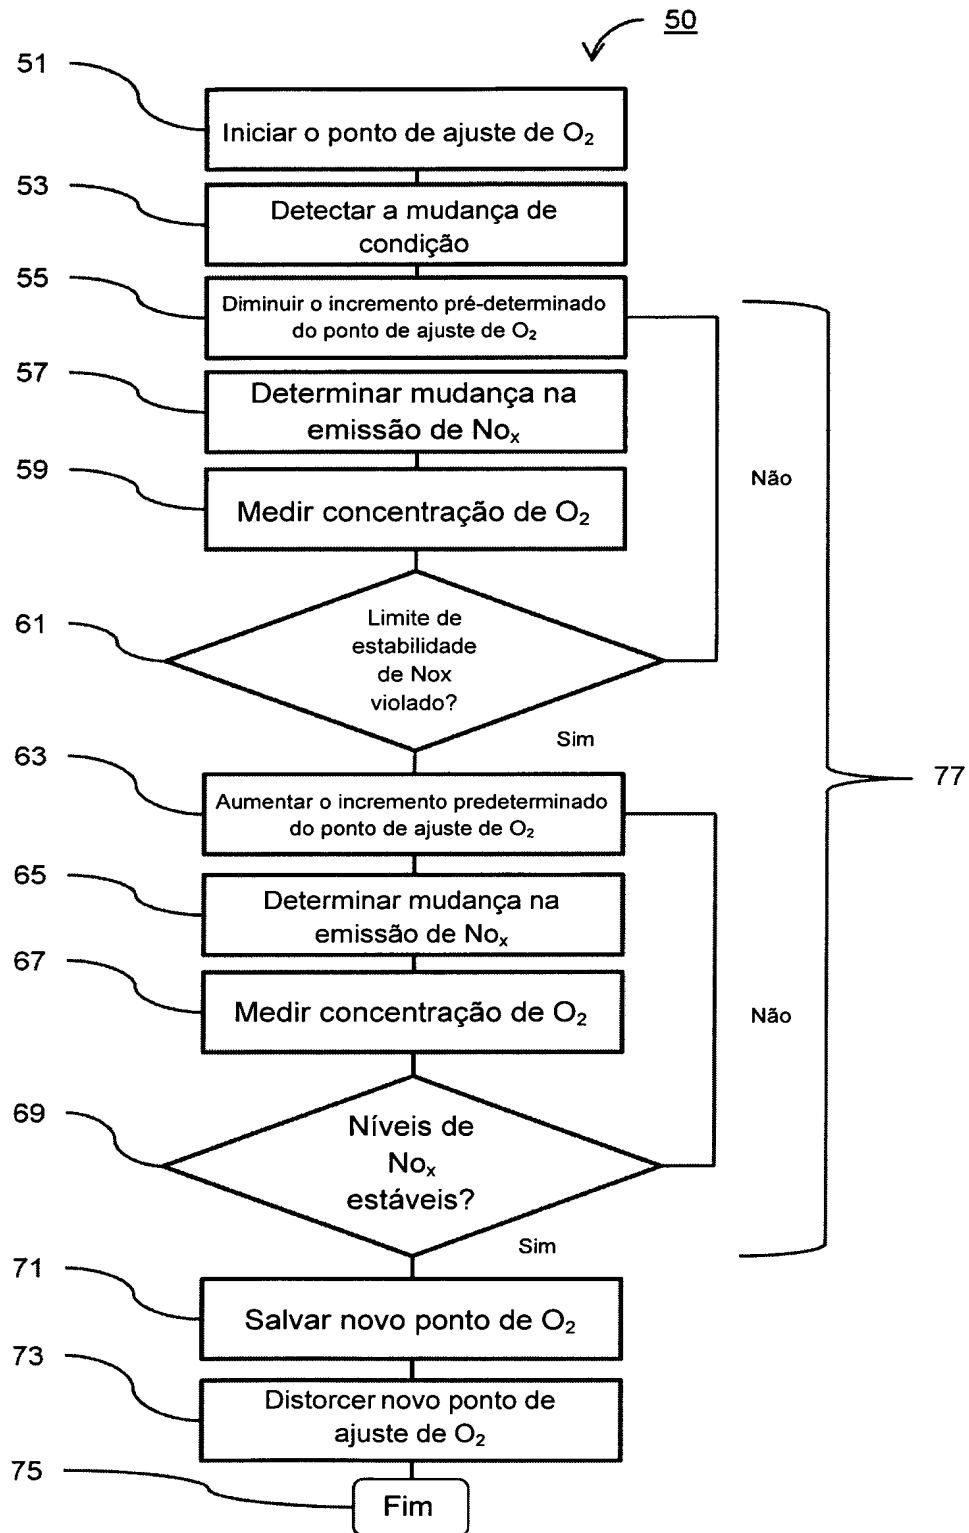 50
51
Iniciar o ponto de ajuste de O₂
53
Detectar a mudança de
condição
55
Diminuir o incremento pré-determinado
do ponto de ajuste de O₂
57
Determinar mudança na
emissão de Noₓ
59
Medir concentração de O₂
Não
61
Limite de
estabilidade
de Nox
violado?
Sim
63
Aumentar o incremento predeterminado
do ponto de ajuste de O₂
77
65
Determinar mudança na
emissão de Noₓ
67
Medir concentração de O₂
Não
69
Níveis de
Noₓ
estáveis?
Sim
71
Salvar novo ponto de O₂
73
Distorcer novo ponto de
ajuste de O₂
75
Fim